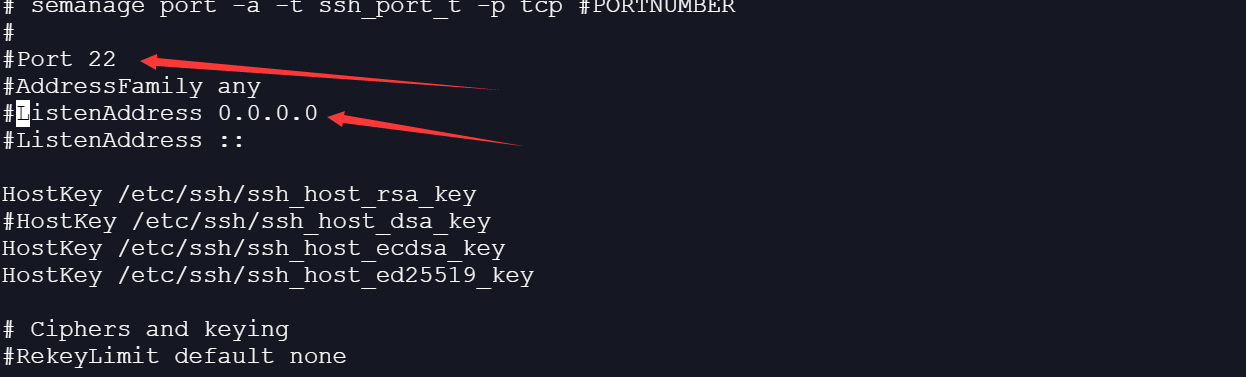 # semanage port -a -t ssh_port_t -p tcp #PORTNUMBER
#
#Port 22
#AddressFamily any
#ListenAddress 0.0.0.0
#ListenAddress ::
HostKey /etc/ssh/ssh_host_rsa_key
#HostKey /etc/ssh/ssh_host_dsa_key
HostKey /etc/ssh/ssh_host_ecdsa_key
HostKey /etc/ssh/ssh_host_ed25519_key
# Ciphers and keying
#RekeyLimit default none